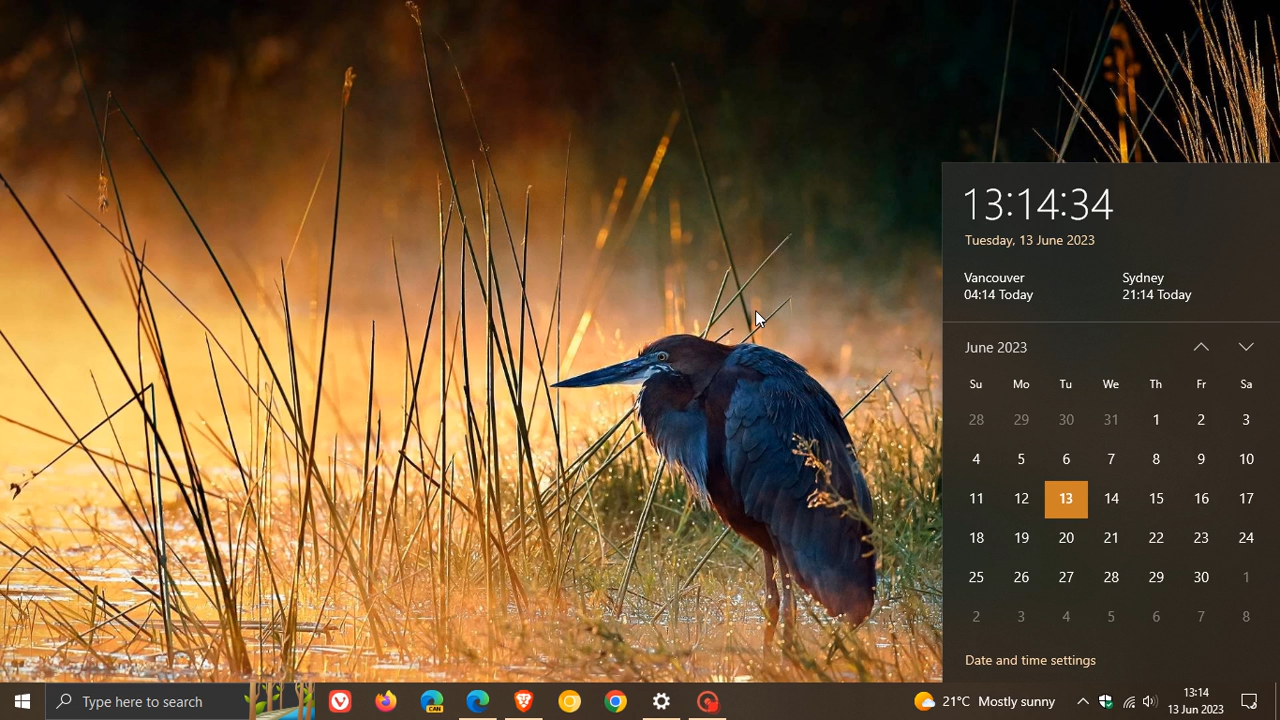 13:14:34
Tuesday, 13 June 2023
Vancouver Sydney
04:14 Today 21:14 Today
June 2023
Su Mo Tu We Th Fr Sa
28 29 30 31 1 2 3
4 5 6 7 8 9 10
11 12 13 14 15 16 17
18 19 20 21 22 23 24
25 26 27 28 29 30 1
2 3 4 5 6 7 8
Date and time settings
Type here to search
CAN
21°C Mostly sunny
13:14
13 Jun 2023